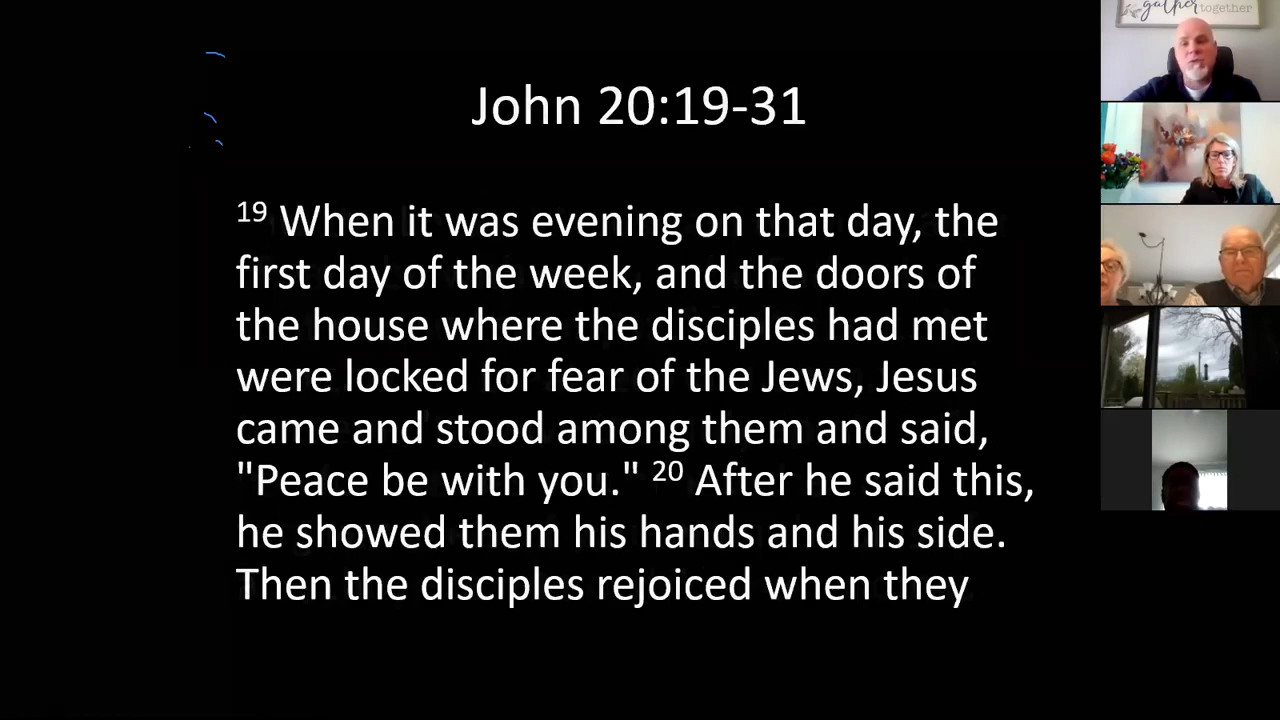 gather together
John 20:19-31
19 When it was evening on that day, the
first day of the week, and the doors of
the house where the disciples had met
were locked for fear of the Jews, Jesus
came and stood among them and said,
"Peace be with you." 20 After he said this,
he showed them his hands and his side.
Then the disciples rejoiced when they